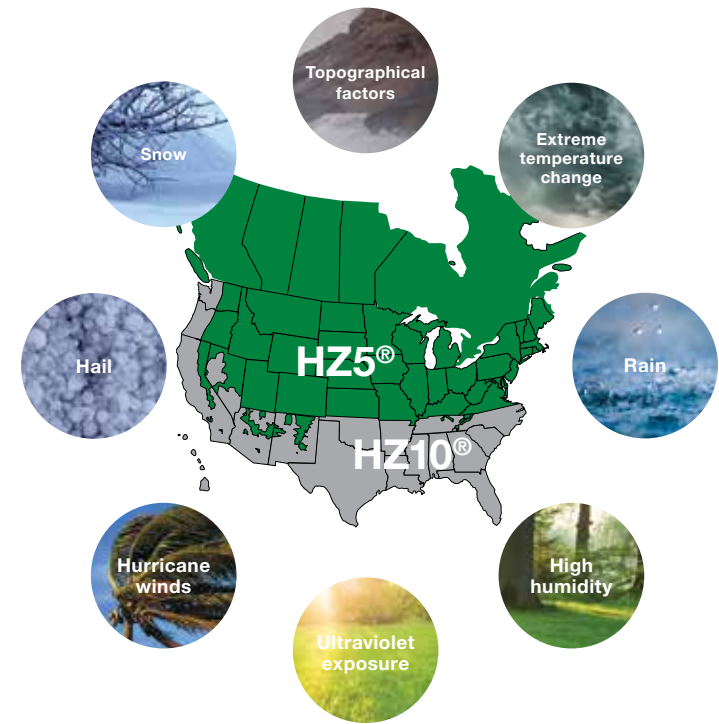 Topographical
factors
Snow
Extreme
temperature
change
HZ5®
Hail
Rain
HZ10®
Hurricane
winds
High
humidity
Ultraviolet
exposure